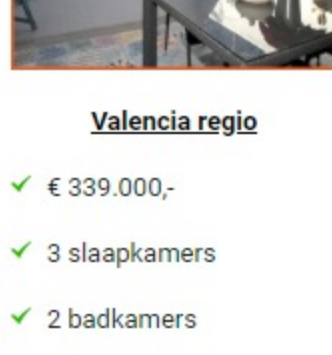 Valencia regio
€ 339.000,-
3 slaapkamers
2 badkamers